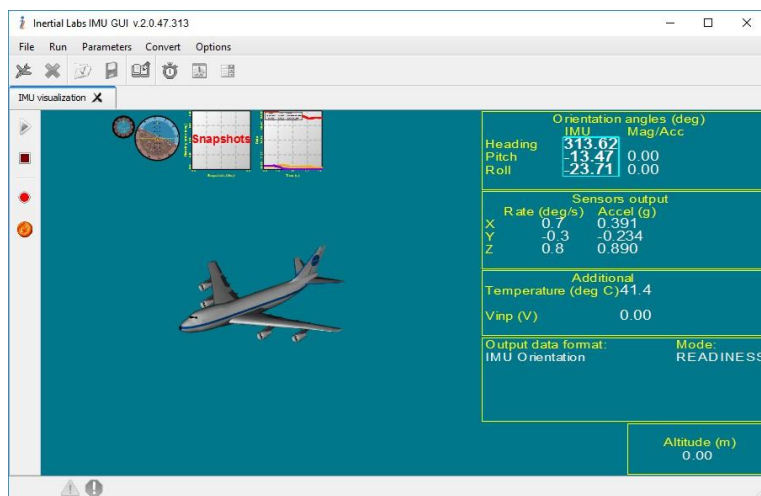 Inertial Labs IMU GUI v.2.0.47.313
File Run Parameters Convert Options
IMU visualization
Snapshots
Orientation angles (deg)
IMU Mag/Acc
Heading 313.62
Pitch -13.47 0.00
Roll -23.71 0.00
Sensors output
Rate (deg/s) Accel (g)
X 0.7 0.391
Y -0.3 -0.234
Z 0.8 0.890
Additional
Temperature (deg C) 41.4
Vinp (V) 0.00
Output data format: Mode:
IMU Orientation READINESS
Altitude (m)
0.00